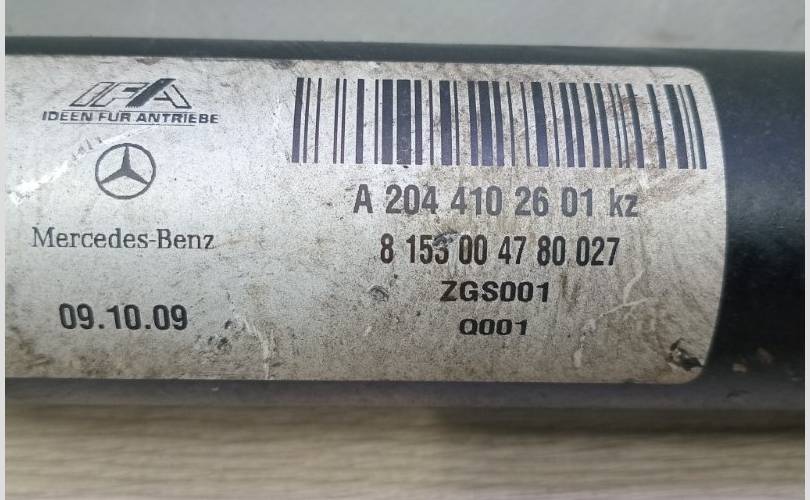 IFA
IDEEN FÜR ANTRIEBE
Mercedes-Benz
09.10.09
A 204 410 26 01 kz
8 153 00 47 80 027
ZGS001
Q001